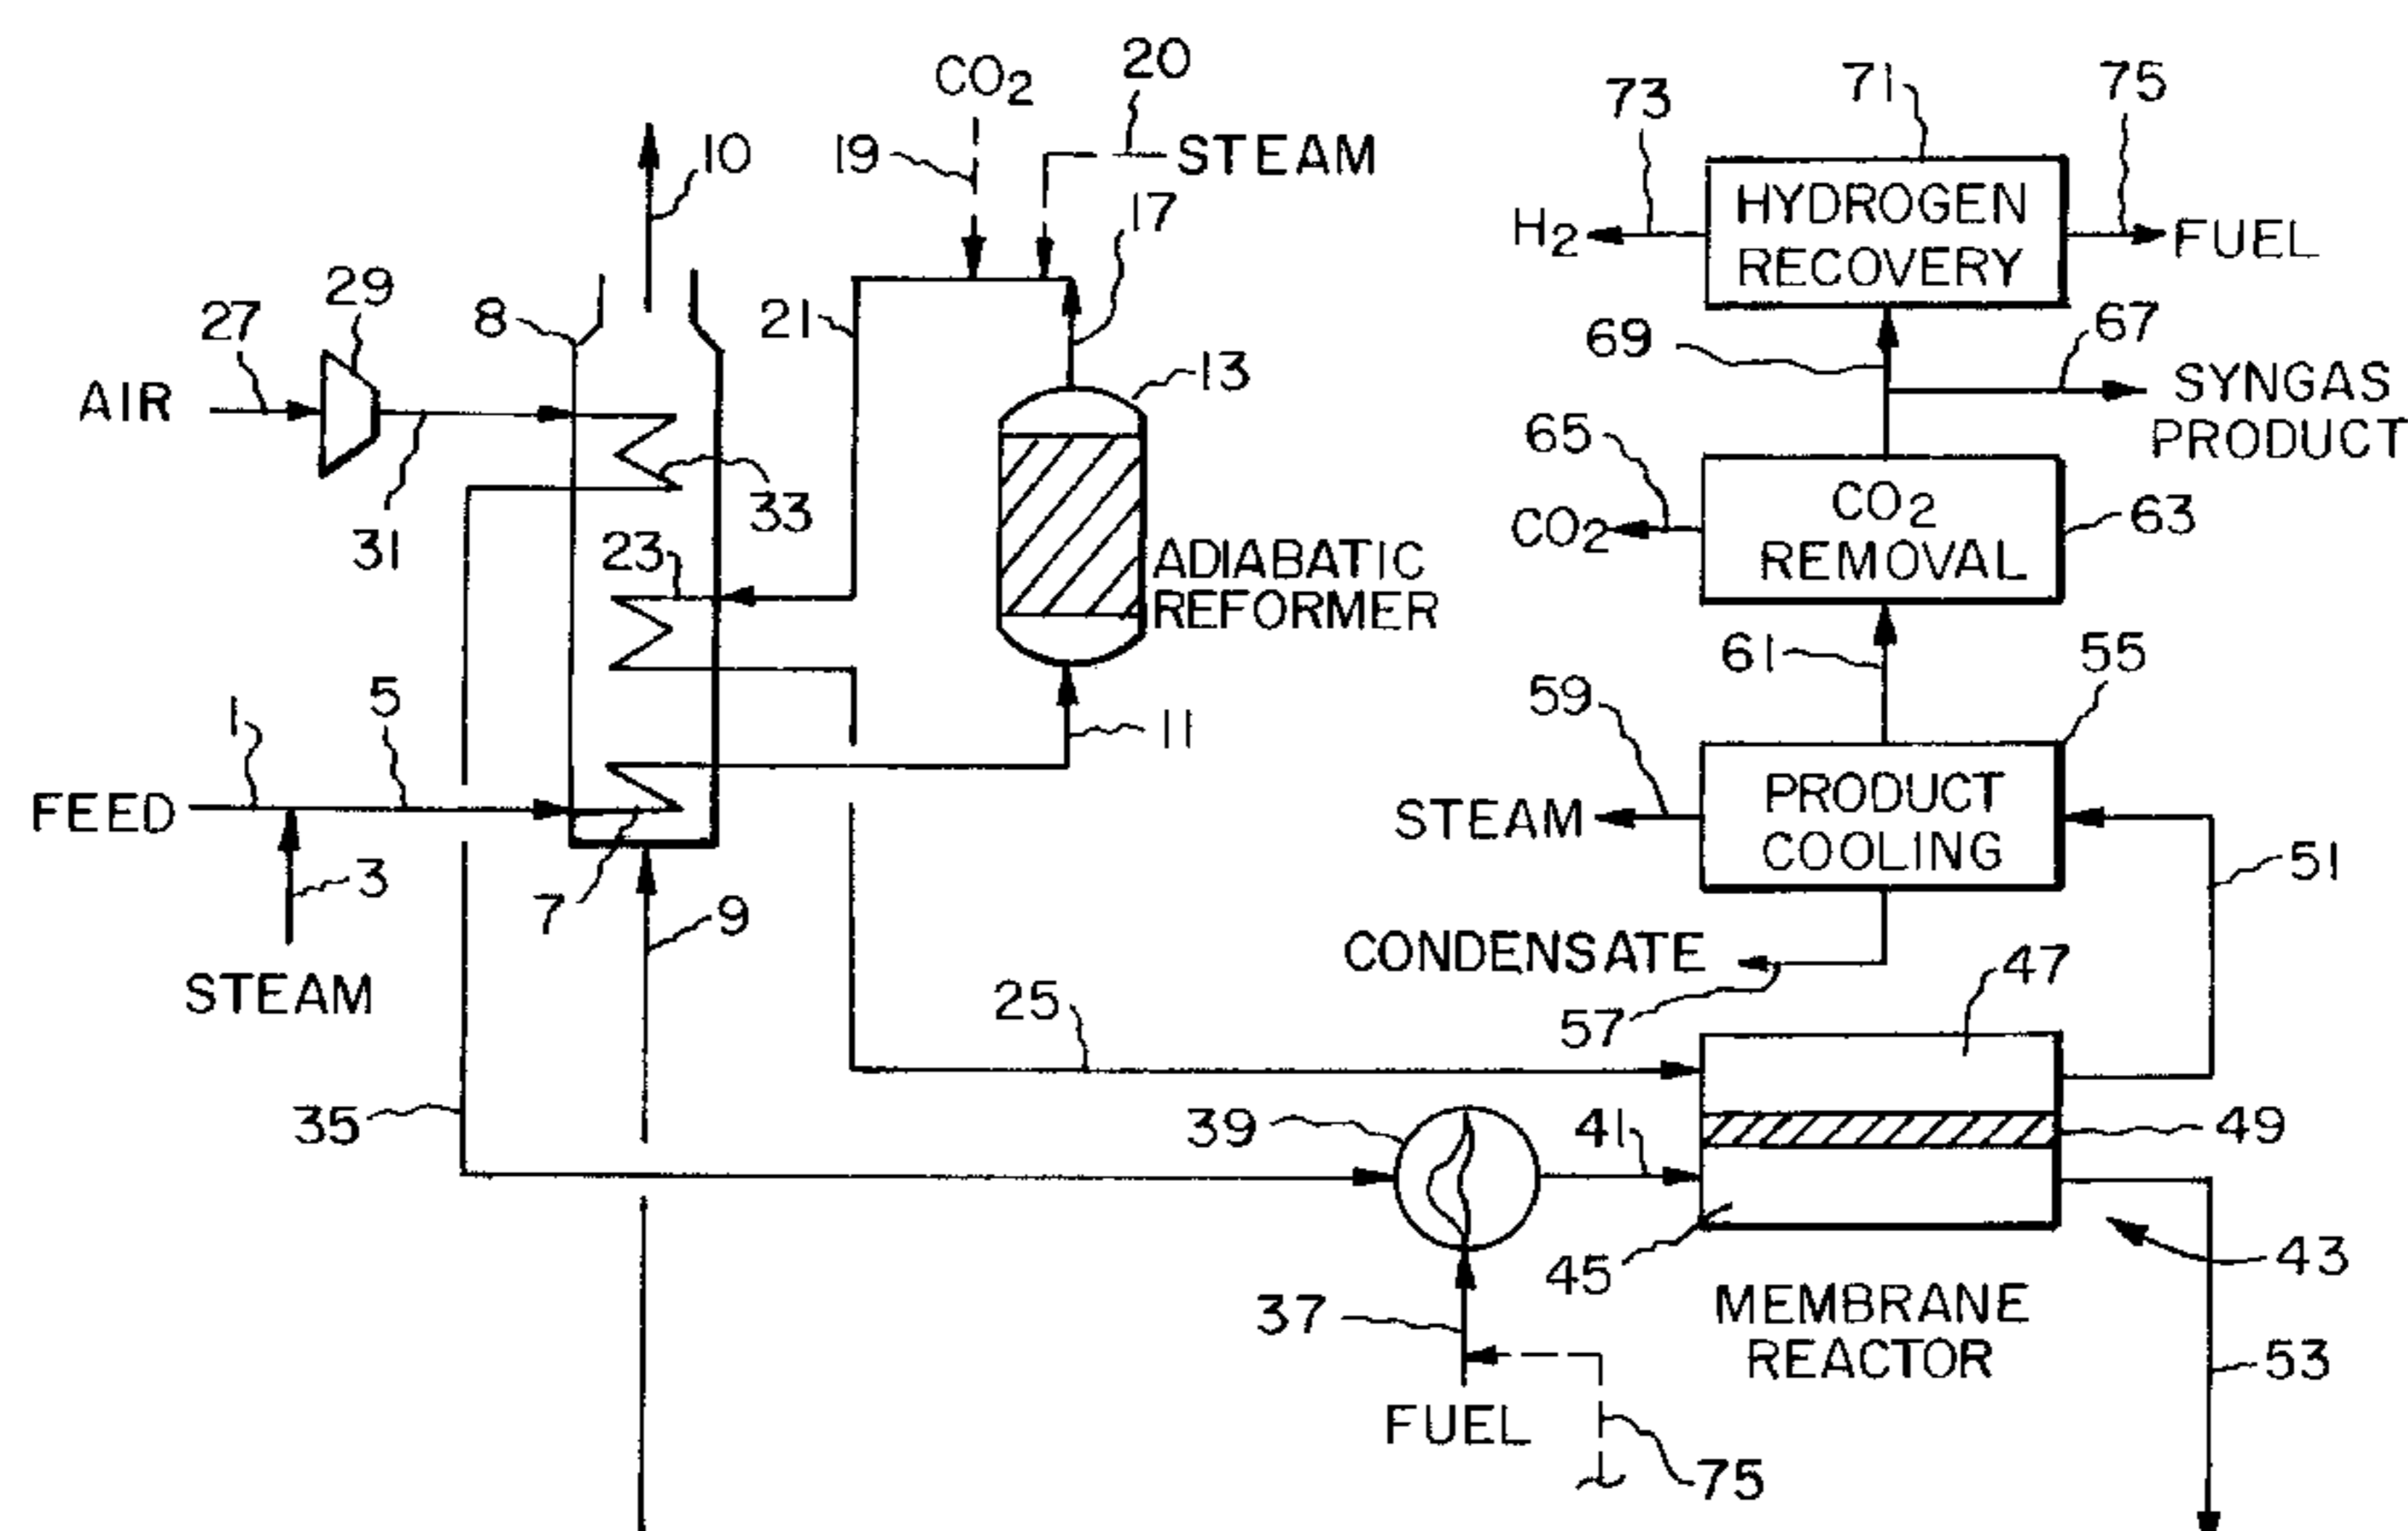 CO2
20
STEAM
19
10
17
21
8
29
27
AIR
31
33
23
13
ADIABATIC
REFORMER
11
1
5
FEED
3
STEAM
7
9
35
25
73
71
75
H2
HYDROGEN
RECOVERY
FUEL
69
67
SYNGAS
PRODUCT
65
CO2
CO2
REMOVAL
63
61
55
59
STEAM
PRODUCT
COOLING
51
CONDENSATE
57
47
39
41
49
45
43
MEMBRANE
REACTOR
37
FUEL
75
53